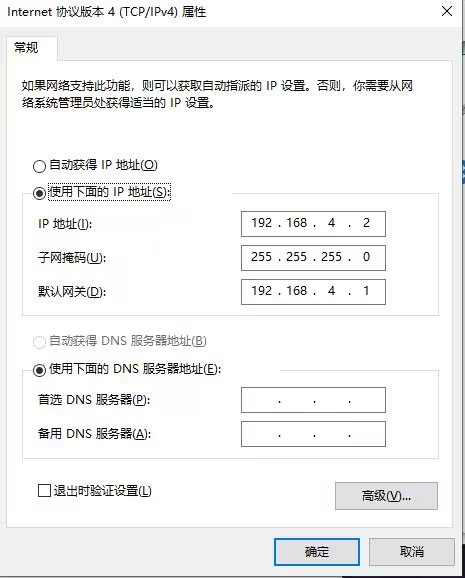 Internet 协议版本 4 (TCP/IPv4) 属性
常规
如果网络支持此功能，则可以获取自动指派的 IP 设置。否则，你需要从网
络系统管理员处获得适当的 IP 设置。
自动获得 IP 地址(O)
使用下面的 IP 地址(S):
IP 地址(I): 192 . 168 . 4 . 2
子网掩码(U): 255 . 255 . 255 . 0
默认网关(D): 192 . 168 . 4 . 1
自动获得 DNS 服务器地址(B)
使用下面的 DNS 服务器地址(E):
首选 DNS 服务器(P): . . .
备用 DNS 服务器(A): . . .
退出时验证设置(L)
高级(V)...
确定 取消